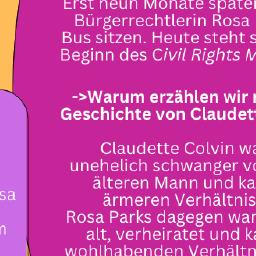 Erst neun Monate später
Bürgerrechtlerin Rosa
Bus sitzen. Heute steht s
Beginn des Civil Rights M
->Warum erzählen wir
Geschichte von Claudett
Claudette Colvin wa
unehelich schwanger vo
älteren Mann und ka
ärmeren Verhältnis
Rosa Parks dagegen war
alt, verheiratet und k
wohlhabenden Verhältn
sa
m